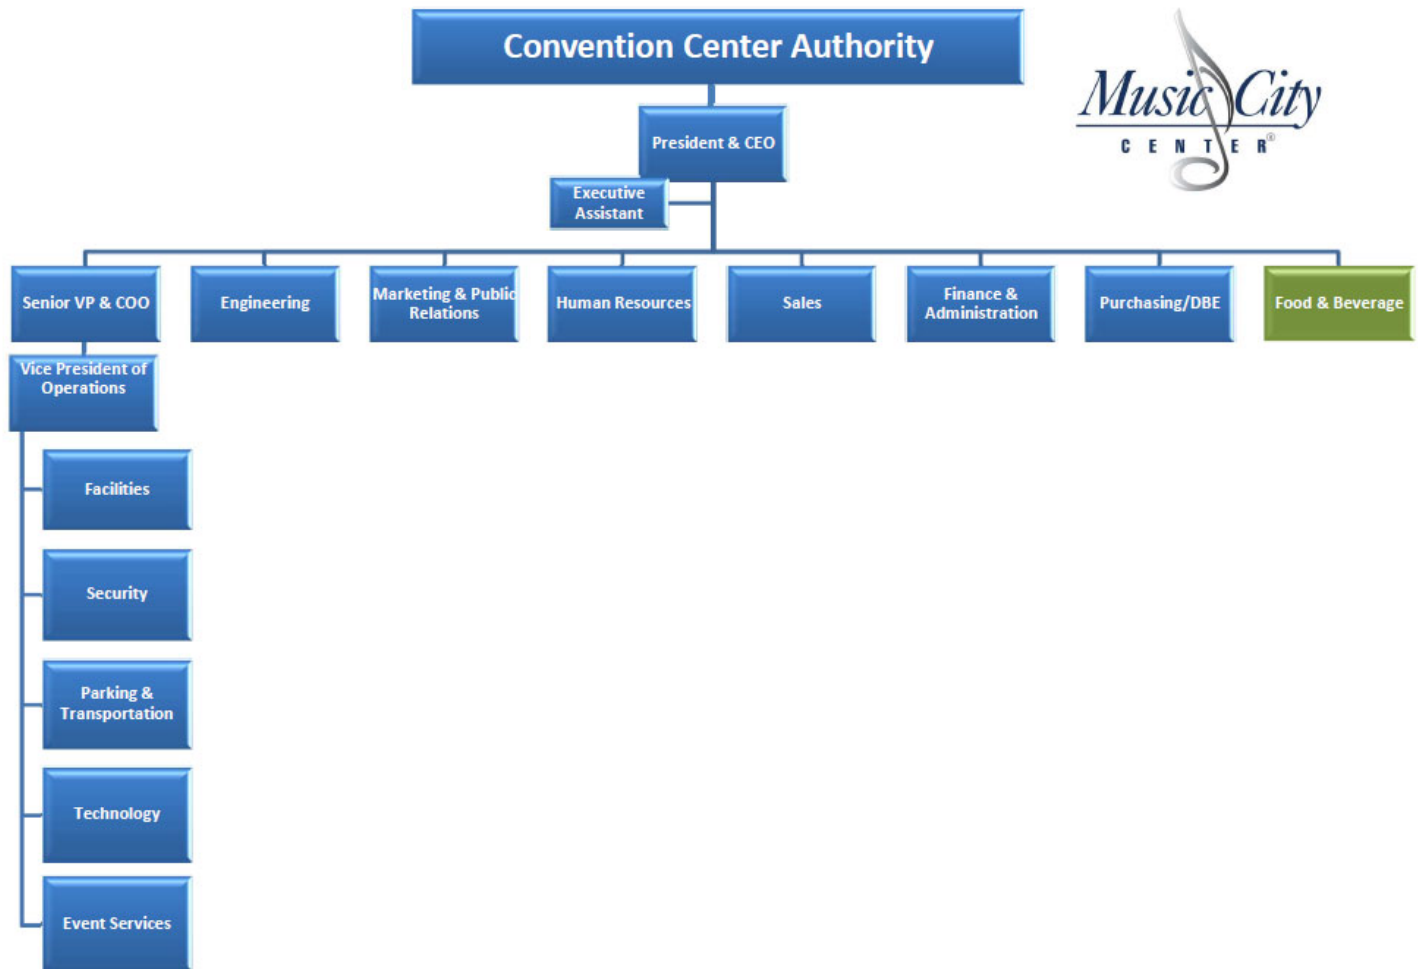 Convention Center Authority
Music City
CENTER®
President & CEO
Executive
Assistant
Senior VP & COO
Engineering
Marketing & Public
Relations
Human Resources
Sales
Finance &
Administration
Purchasing/DBE
Food & Beverage
Vice President of
Operations
Facilities
Security
Parking &
Transportation
Technology
Event Services